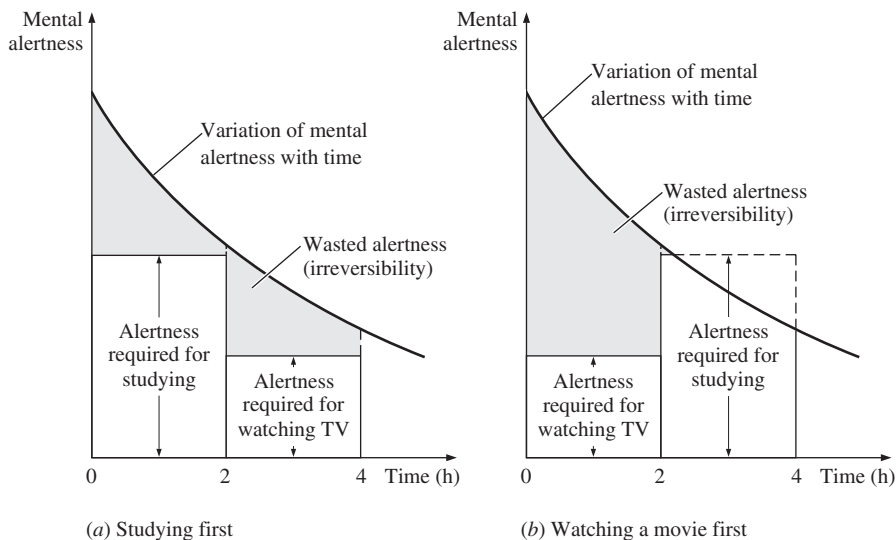 Mental
alertness
Variation of mental
alertness with time
Wasted alertness
(irreversibility)
Alertness
required for
studying
Alertness
required for
watching TV
0
2
4
Time (h)
(a) Studying first
Mental
alertness
Variation of mental
alertness with time
Wasted alertness
(irreversibility)
Alertness
required for
watching TV
Alertness
required for
studying
0
2
4
Time (h)
(b) Watching a movie first